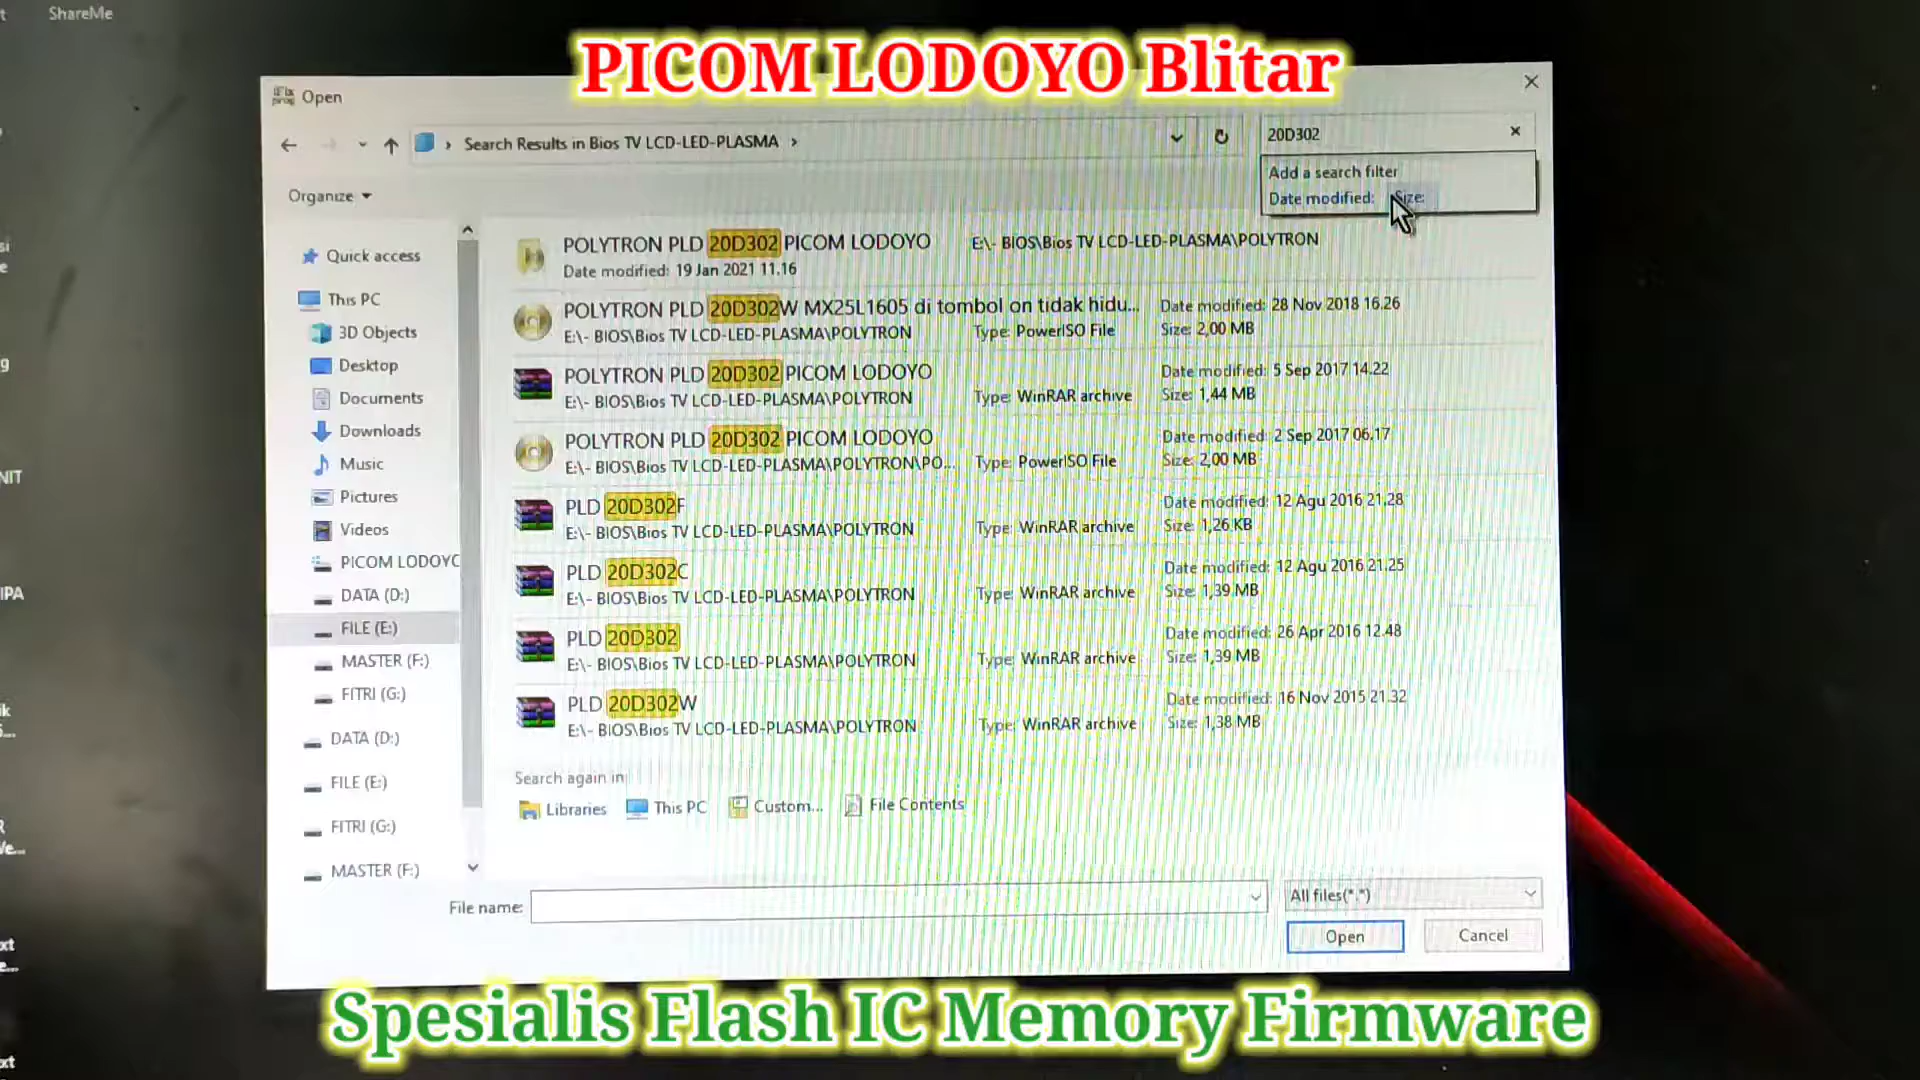 ShareMe
PICOM LODOYO Blitar
Open
Search Results in Bios TV LCD-LED-PLASMA
20D302
Add a search filter
Date modified: Size:
Organize
Quick access
This PC
3D Objects
Desktop
Documents
Downloads
Music
Pictures
Videos
PICOM LODOYO
DATA (D:)
FILE (E:)
MASTER (F:)
FITRI (G:)
DATA (D:)
FILE (E:)
FITRI (G:)
MASTER (F:)
POLYTRON PLD 20D302 PICOM LODOYO E:\- BIOS\Bios TV LCD-LED-PLASMA\POLYTRON
Date modified: 19 Jan 2021 11.16
POLYTRON PLD 20D302W MX25L1605 di tombol on tidak hidu... Date modified: 28 Nov 2018 16.26
E:\- BIOS\Bios TV LCD-LED-PLASMA\POLYTRON Type: PowerISO File Size: 2,00 MB
POLYTRON PLD 20D302 PICOM LODOYO Date modified: 5 Sep 2017 14.22
E:\- BIOS\Bios TV LCD-LED-PLASMA\POLYTRON Type: WinRAR archive Size: 1,44 MB
POLYTRON PLD 20D302 PICOM LODOYO Date modified: 2 Sep 2017 06.17
E:\- BIOS\Bios TV LCD-LED-PLASMA\POLYTRON\PO... Type: PowerISO File Size: 2,00 MB
PLD 20D302F Date modified: 12 Agu 2016 21.28
E:\- BIOS\Bios TV LCD-LED-PLASMA\POLYTRON Type: WinRAR archive Size: 1,26 KB
PLD 20D302C Date modified: 12 Agu 2016 21.25
E:\- BIOS\Bios TV LCD-LED-PLASMA\POLYTRON Type: WinRAR archive Size: 1,39 MB
PLD 20D302 Date modified: 26 Apr 2016 12.48
E:\- BIOS\Bios TV LCD-LED-PLASMA\POLYTRON Type: WinRAR archive Size: 1,39 MB
PLD 20D302W Date modified: 16 Nov 2015 21.32
E:\- BIOS\Bios TV LCD-LED-PLASMA\POLYTRON Type: WinRAR archive Size: 1,38 MB
Search again in:
Libraries This PC Custom... File Contents
File name: All files(*.*)
Open Cancel
Spesialis Flash IC Memory Firmware